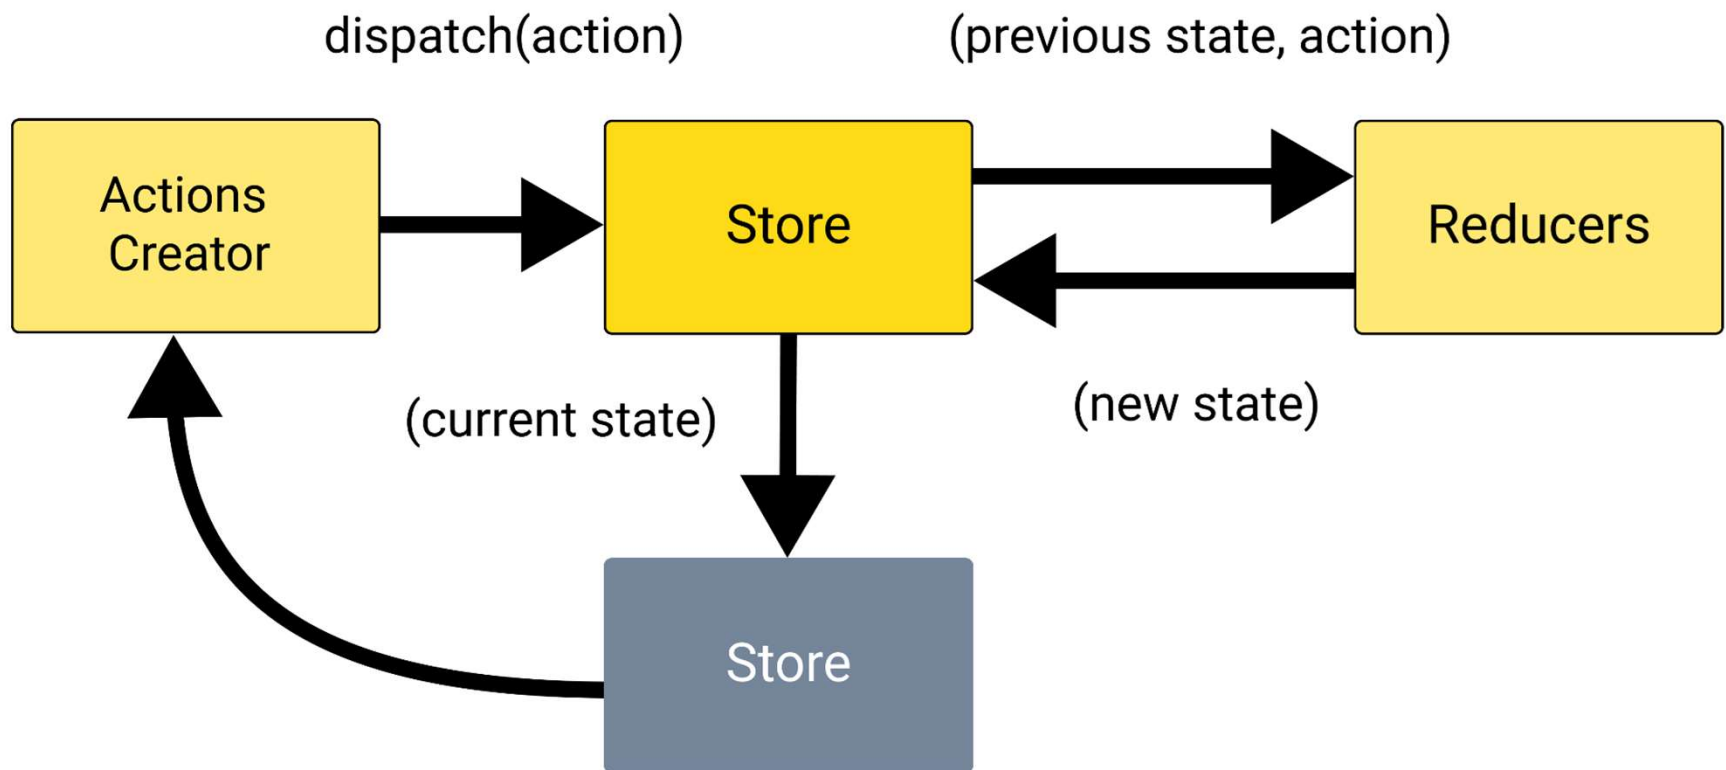 dispatch(action)
(previous state, action)
Actions
Creator
Store
Reducers
(current state)
(new state)
Store